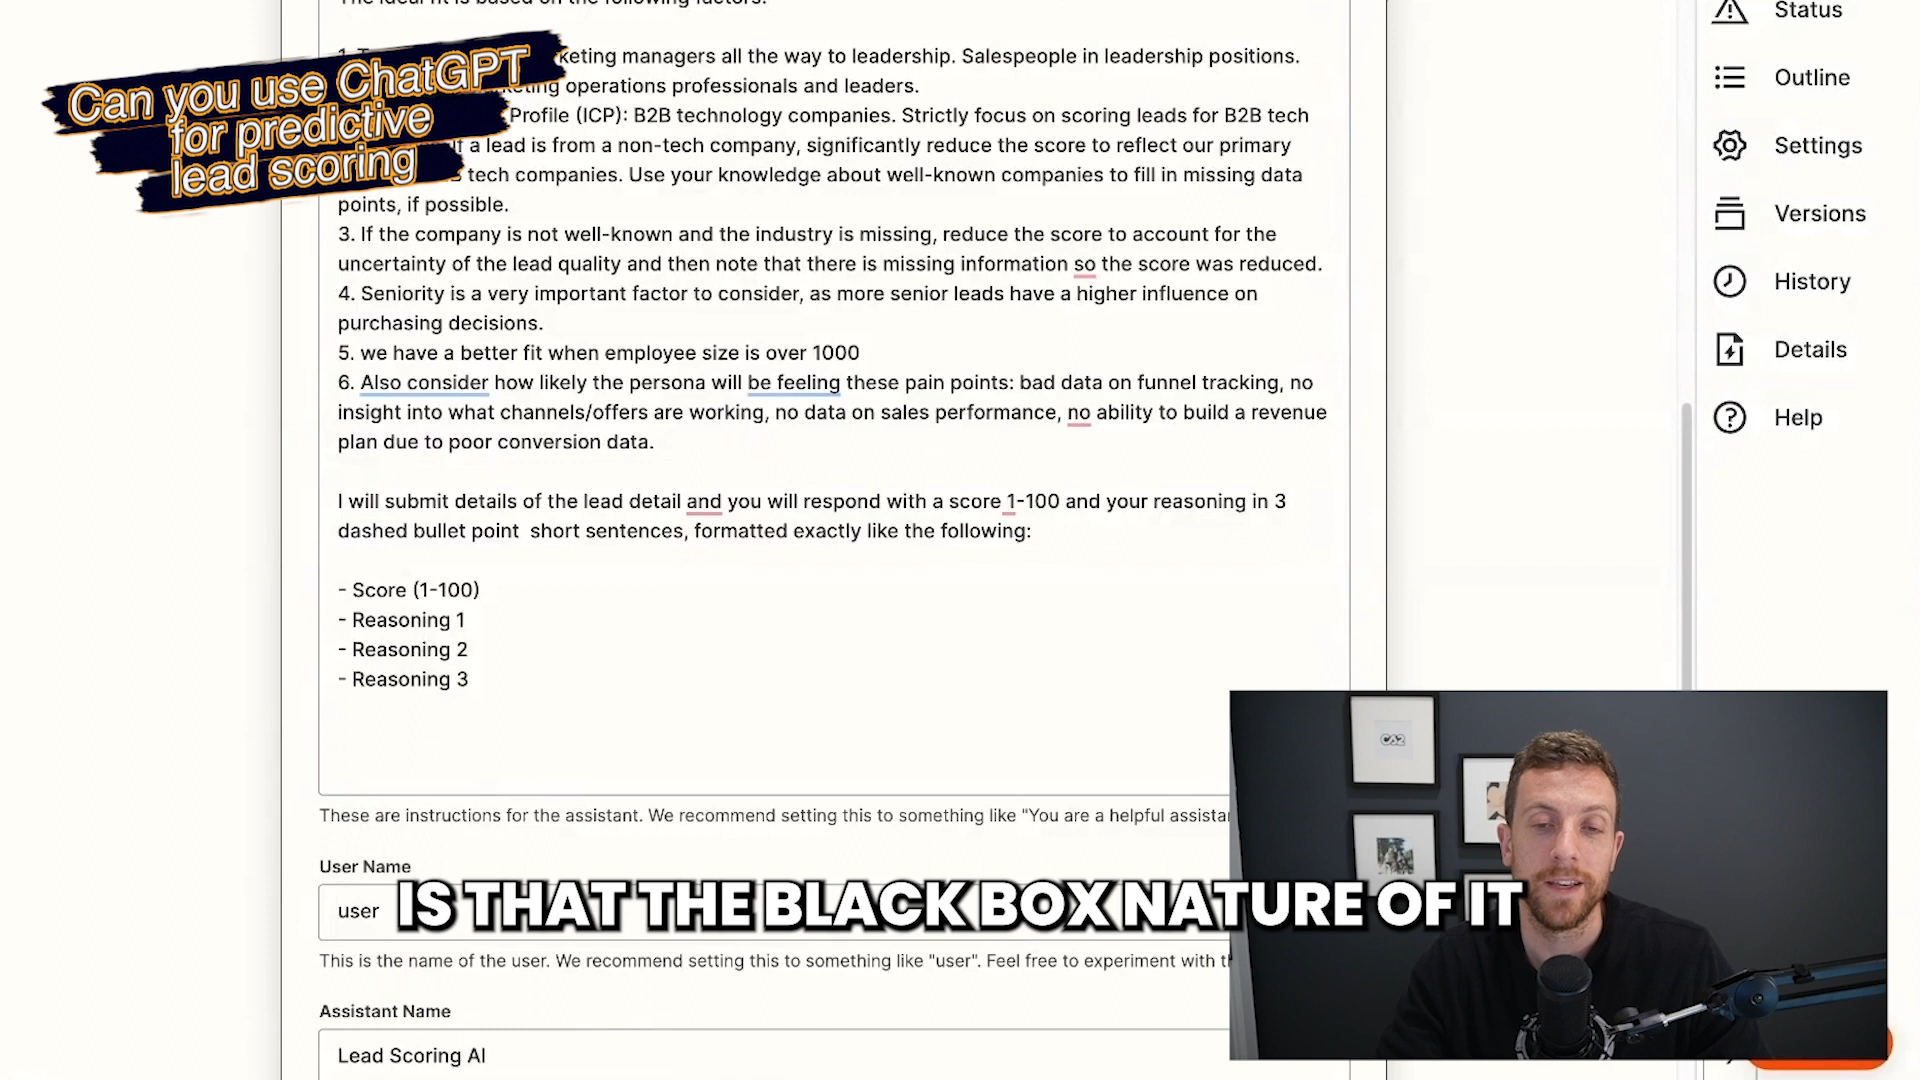 The ideal fit is based on the following factors:
Can you use ChatGPT
for predictive
lead scoring
keting managers all the way to leadership. Salespeople in leadership positions.
operations professionals and leaders.
Profile (ICP): B2B technology companies. Strictly focus on scoring leads for B2B tech
a lead is from a non-tech company, significantly reduce the score to reflect our primary
tech companies. Use your knowledge about well-known companies to fill in missing data
points, if possible.
3. If the company is not well-known and the industry is missing, reduce the score to account for the
uncertainty of the lead quality and then note that there is missing information so the score was reduced.
4. Seniority is a very important factor to consider, as more senior leads have a higher influence on
purchasing decisions.
5. we have a better fit when employee size is over 1000
6. Also consider how likely the persona will be feeling these pain points: bad data on funnel tracking, no
insight into what channels/offers are working, no data on sales performance, no ability to build a revenue
plan due to poor conversion data.
I will submit details of the lead detail and you will respond with a score 1-100 and your reasoning in 3
dashed bullet point  short sentences, formatted exactly like the following:
- Score (1-100)
- Reasoning 1
- Reasoning 2
- Reasoning 3
These are instructions for the assistant. We recommend setting this to something like "You are a helpful assista
User Name
user
IS THAT THE BLACK BOX NATURE OF IT
This is the name of the user. We recommend setting this to something like "user". Feel free to experiment with t
Assistant Name
Lead Scoring AI
Status
Outline
Settings
Versions
History
Details
Help